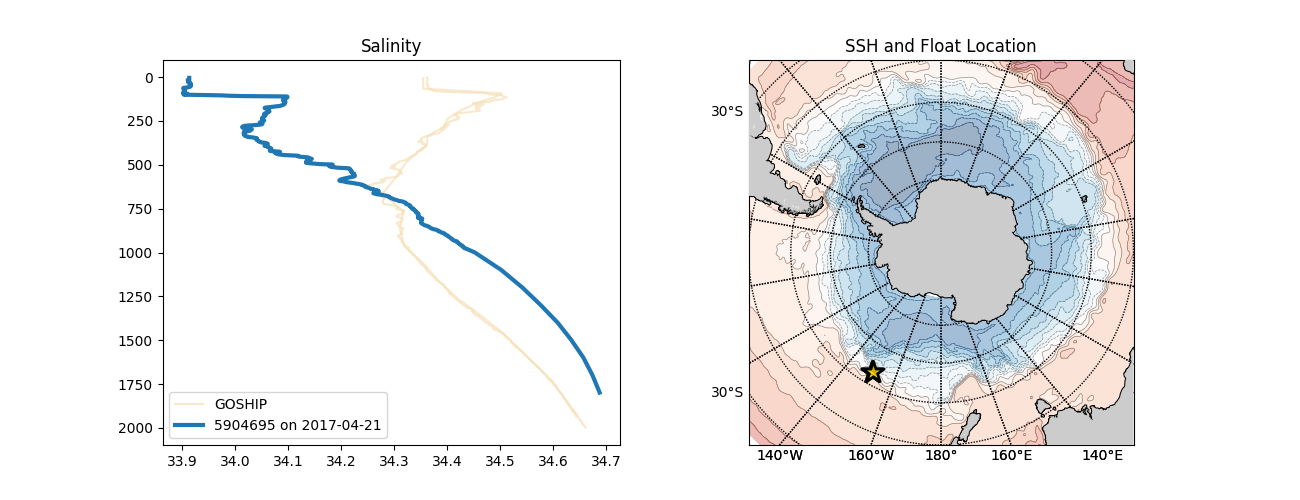 Salinity
0
250
500
750
1000
1250
1500
1750
2000
GOSHIP
5904695 on 2017-04-21
33.9 34.0 34.1 34.2 34.3 34.4 34.5 34.6 34.7
SSH and Float Location
30°S
30°S
140°W 160°W 180° 160°E 140°E